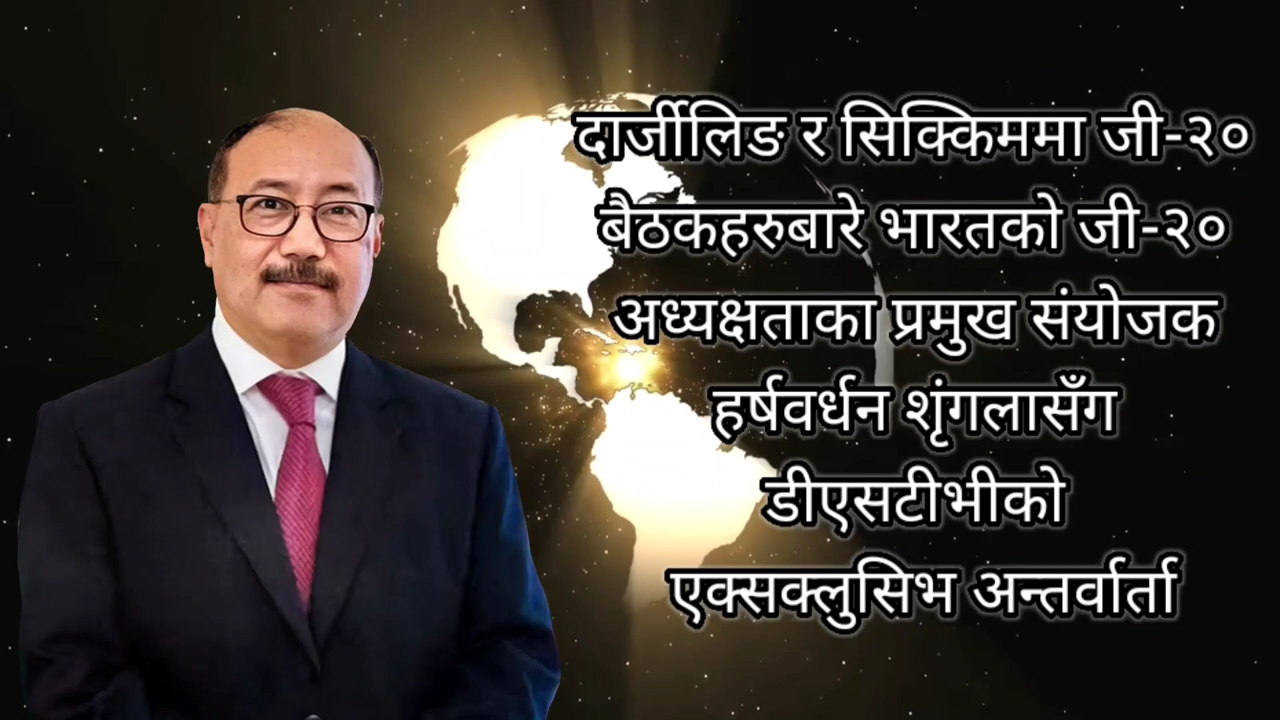 दार्जीलिङ र सिक्किममा जी-२०
बैठकहरुबारे भारतको जी-२०
अध्यक्षताका प्रमुख संयोजक
हर्षवर्धन शृंगलासँग
डीएसटीभीको
एक्सक्लुसिभ अन्तर्वार्ता